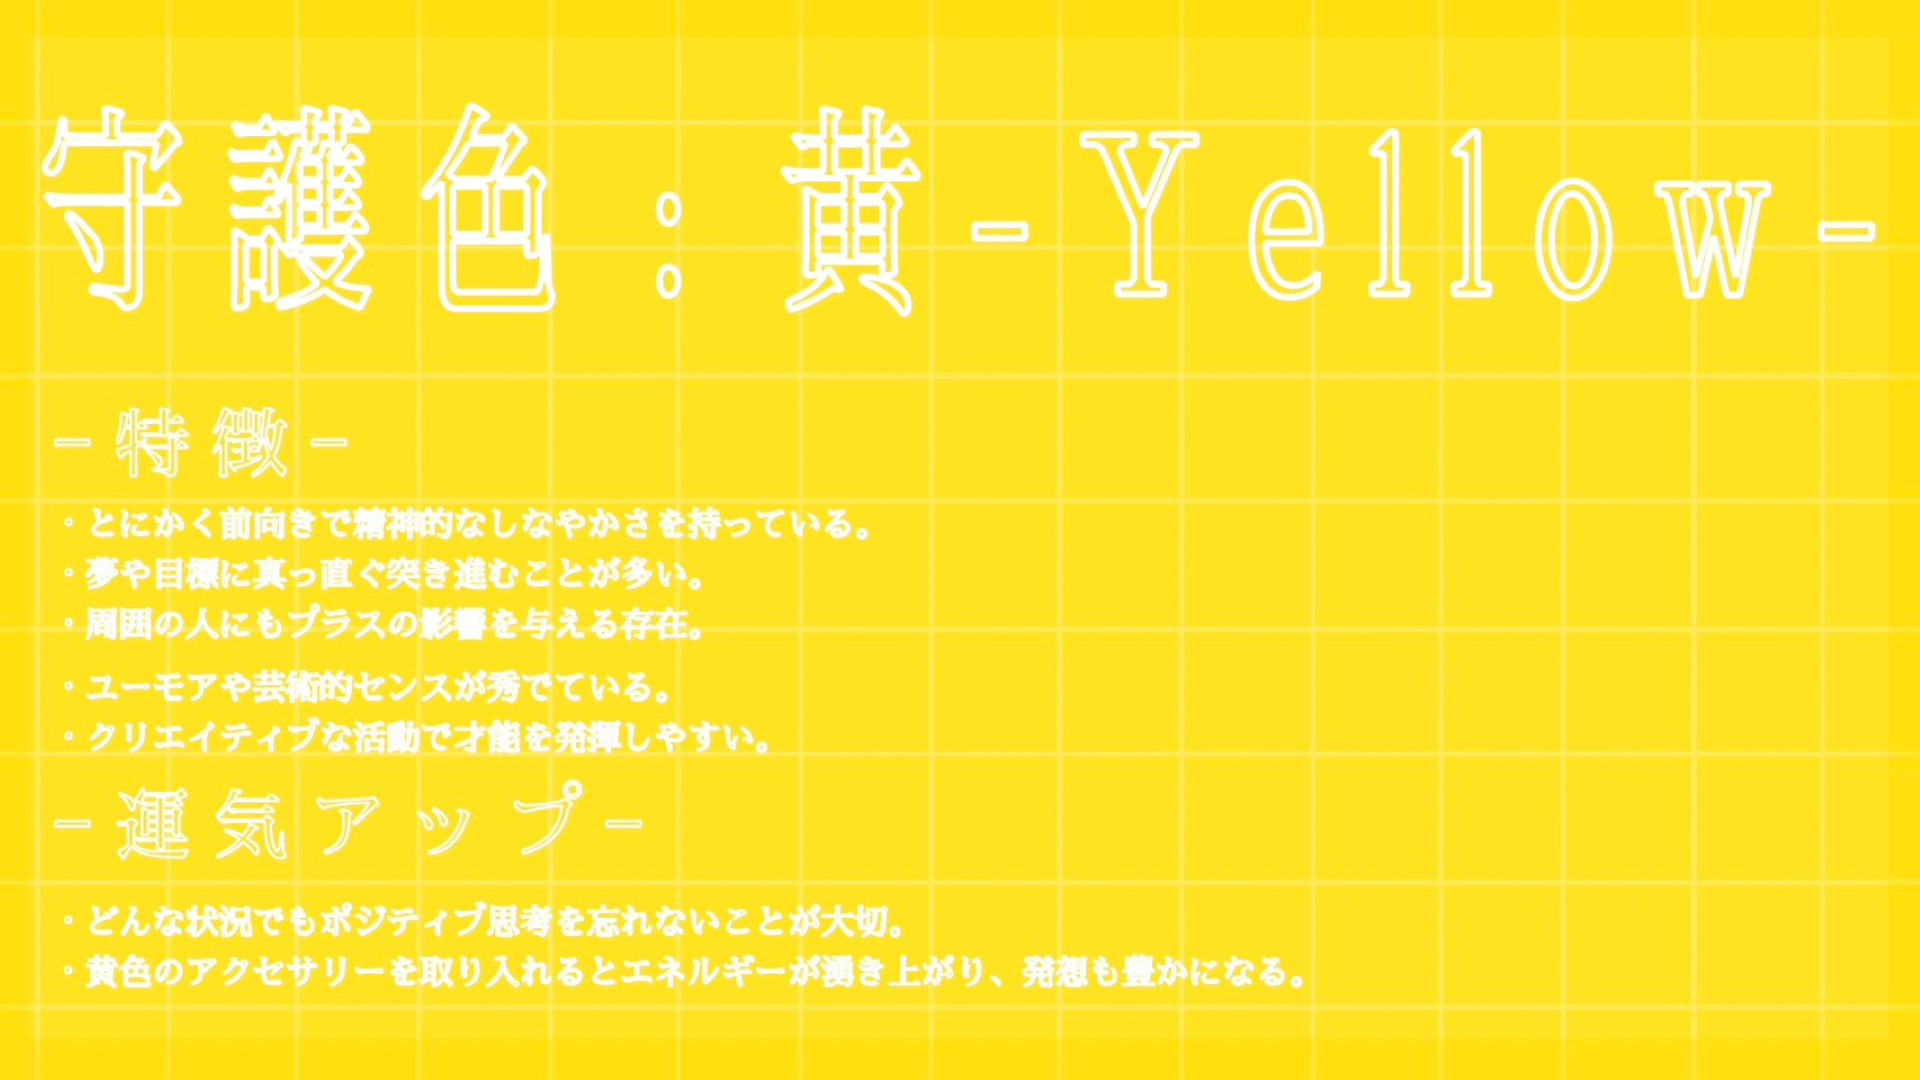 守護色：黄-Yellow-
-特徴-
・とにかく前向きで精神的なしなやかさを持っている。
・夢や目標に真っ直ぐ突き進むことが多い。
・周囲の人にもプラスの影響を与える存在。
・ユーモアや芸術的センスが秀でている。
・クリエイティブな活動で才能を発揮しやすい。
-運気アップ-
・どんな状況でもポジティブ思考を忘れないことが大切。
・黄色のアクセサリーを取り入れるとエネルギーが湧き上がり、発想も豊かになる。